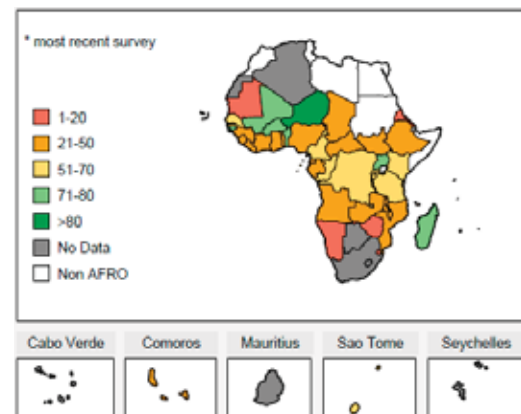 * most recent survey
1-20
21-50
51-70
71-80
>80
No Data
Non AFRO
Cabo Verde
Comoros
Mauritius
Sao Tome
Seychelles